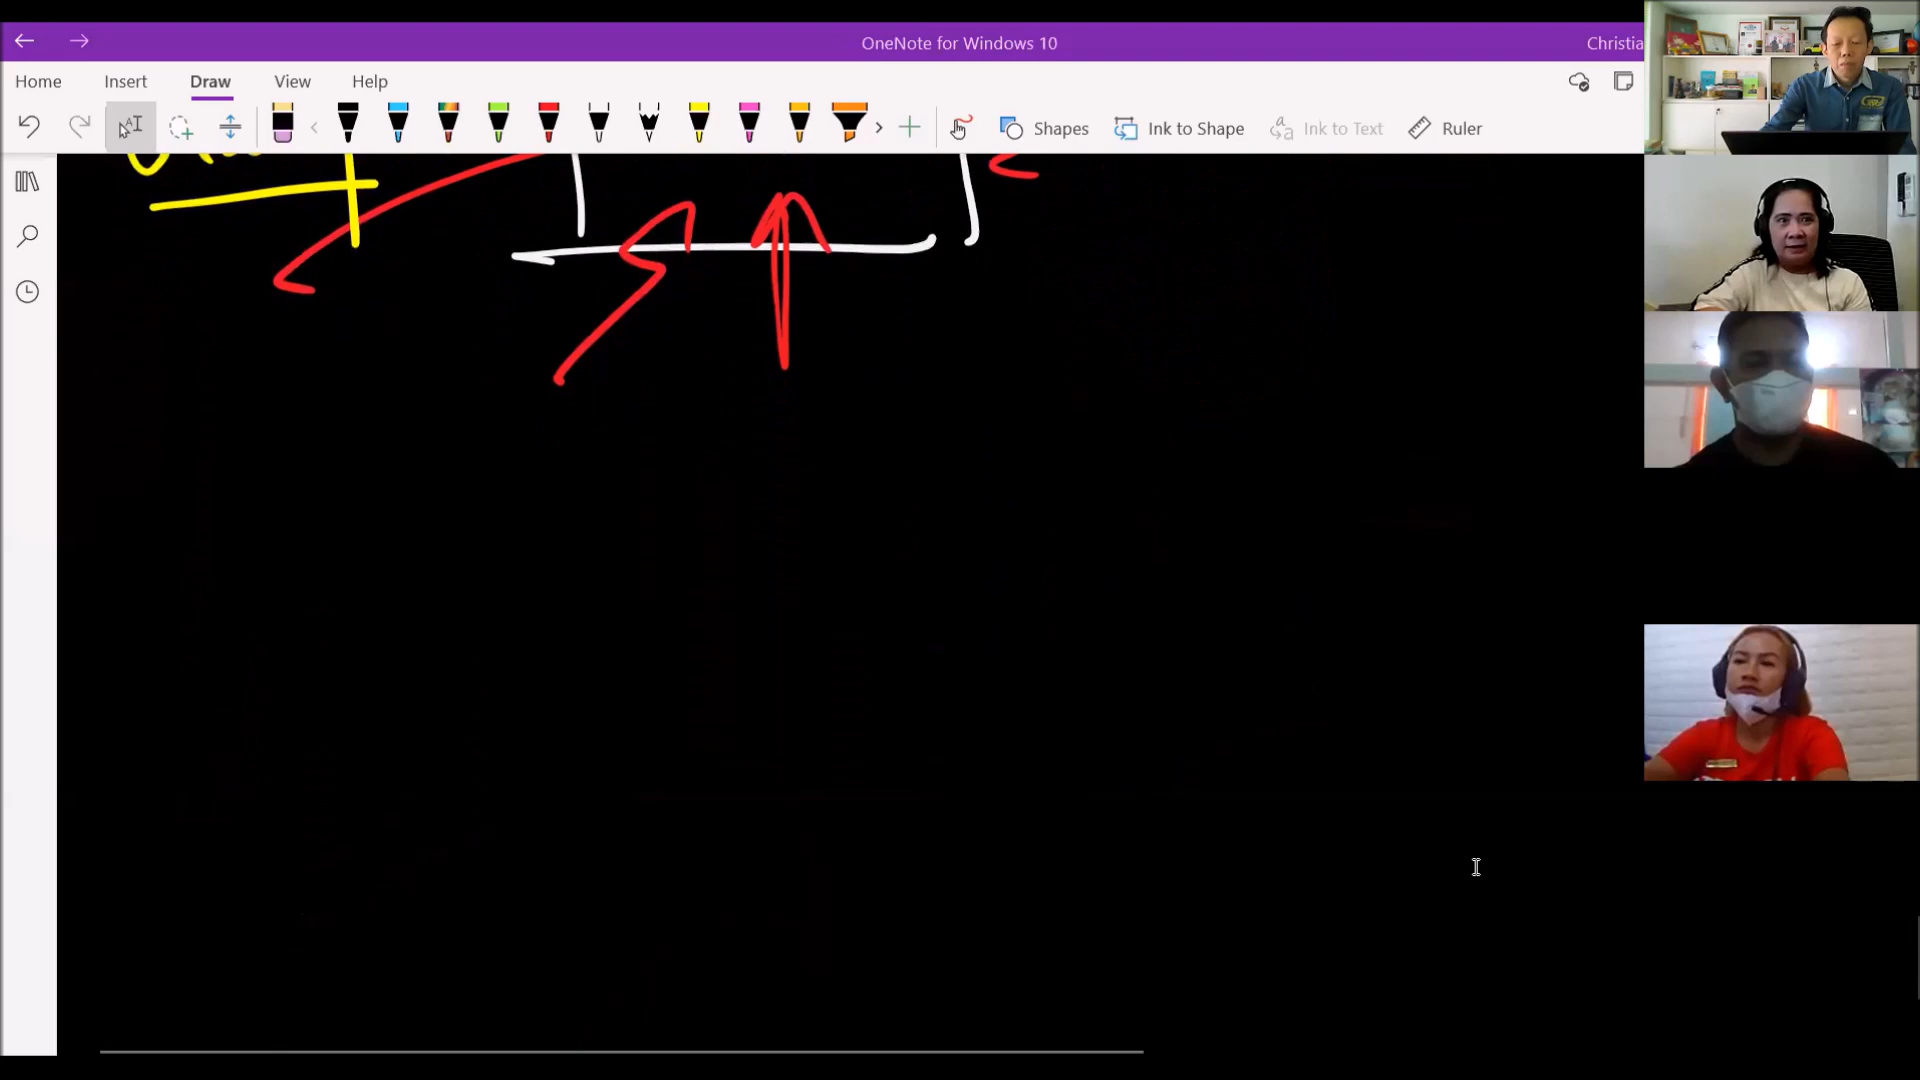 OneNote for Windows 10
Christia
Home Insert Draw View Help
Shapes Ink to Shape Ink to Text Ruler